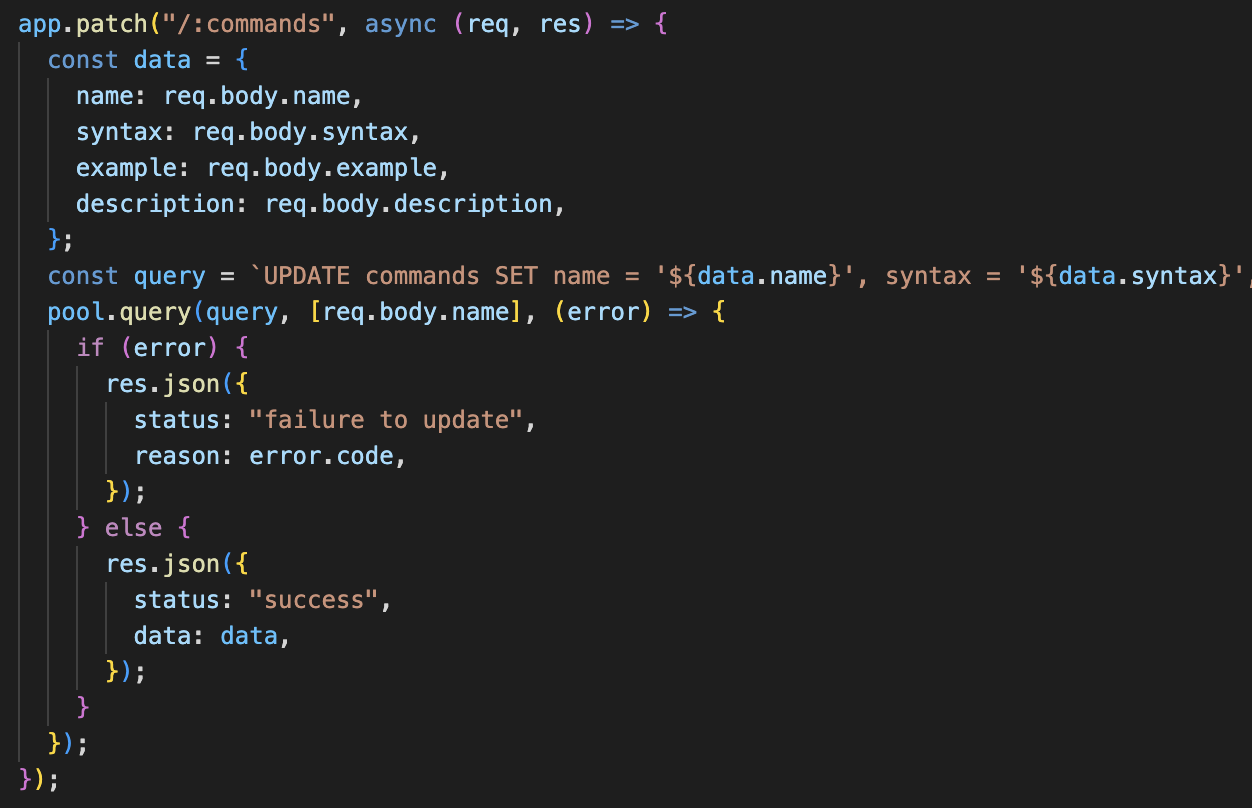 app.patch("/:commands", async (req, res) => {
  const data = {
    name: req.body.name,
    syntax: req.body.syntax,
    example: req.body.example,
    description: req.body.description,
  };
  const query = `UPDATE commands SET name = '${data.name}', syntax = '${data.syntax}',
  pool.query(query, [req.body.name], (error) => {
    if (error) {
      res.json({
        status: "failure to update",
        reason: error.code,
      });
    } else {
      res.json({
        status: "success",
        data: data,
      });
    }
  });
});